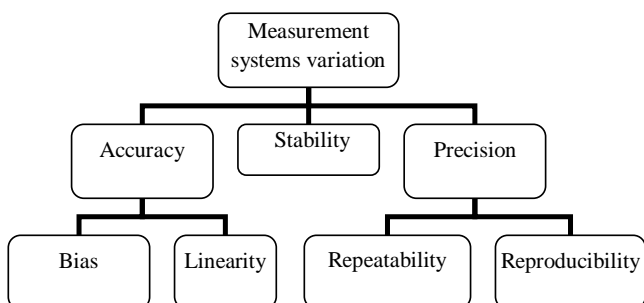 Measurement
systems variation
Accuracy
Stability
Precision
Bias
Linearity
Repeatability
Reproducibility